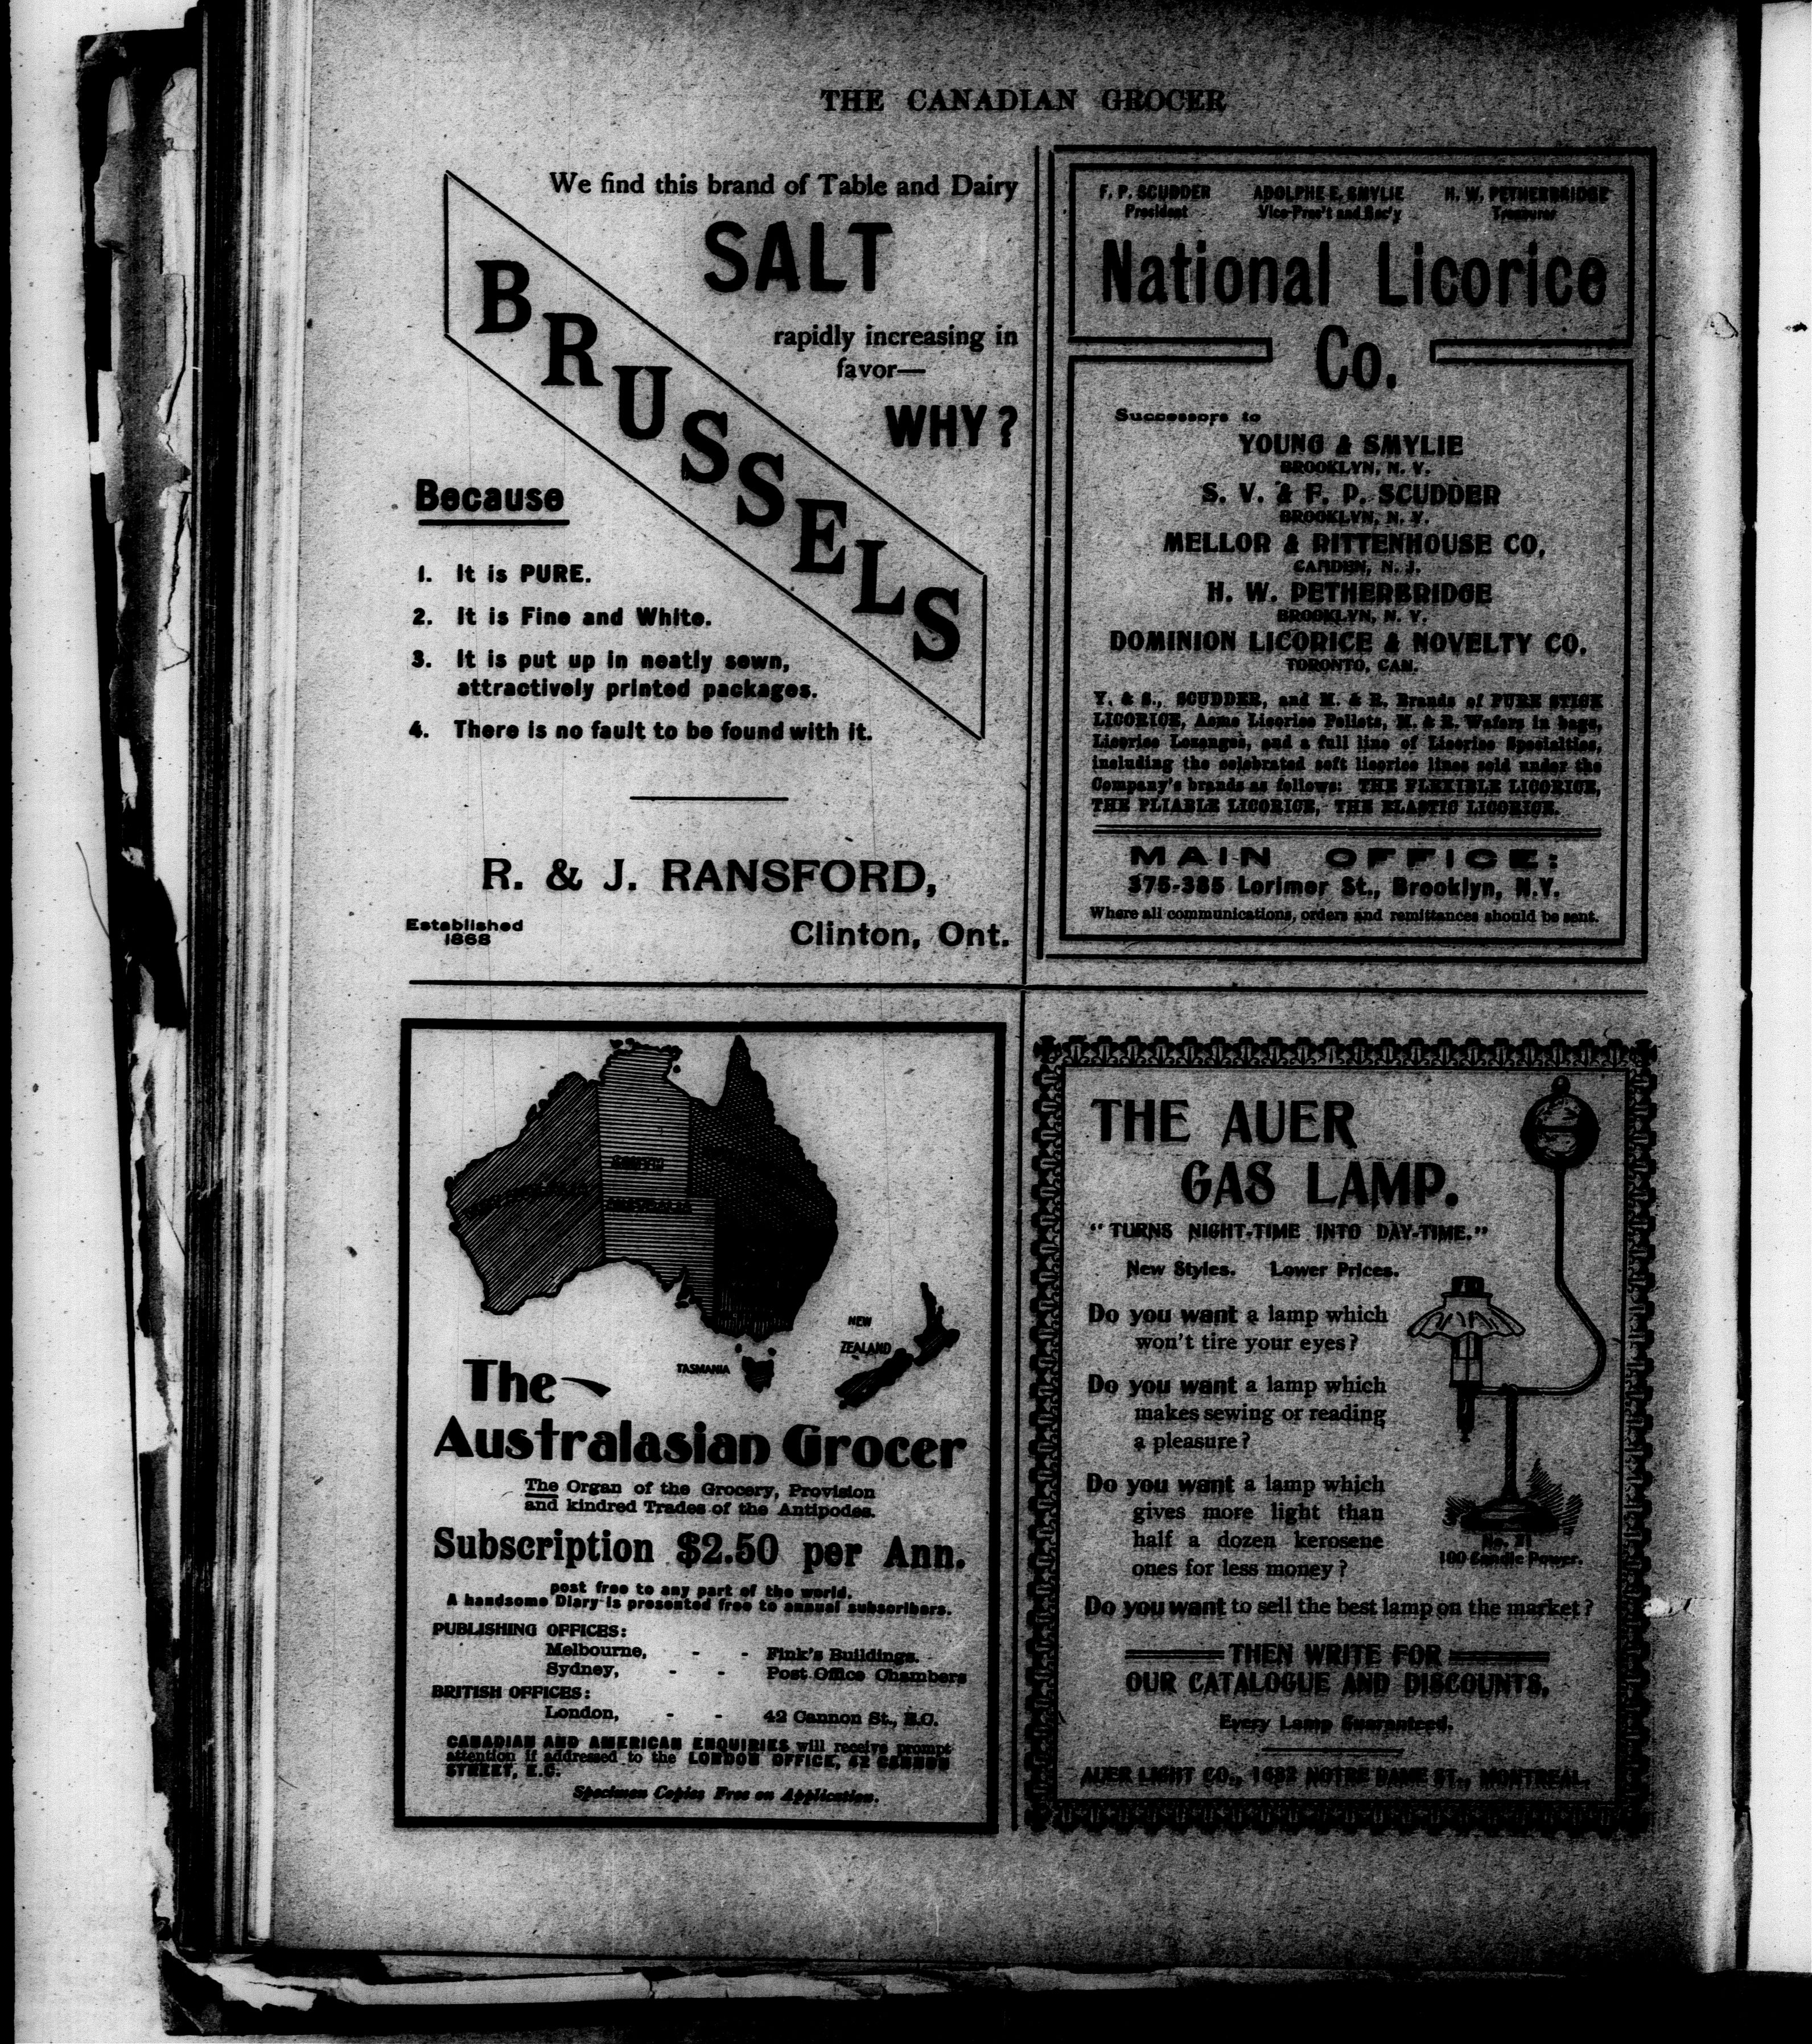 THE CANADIAN GROCER
We find this brand of Table and Dairy
SALT
BRUSSELS
rapidly increasing in
favor—
WHY?
Because
1. It is PURE.
2. It is Fine and White.
3. It is put up in neatly sewn,
attractively printed packages.
4. There is no fault to be found with it.
R. & J. RANSFORD,
Established
1868
Clinton, Ont.
F. P. SCUDDER ADOLPHE E. SMYLIE H. W. PETHERBRIDGE
President Vice-Pres't and Sec'y Treasurer
National Licorice
Co.
Successors to
YOUNG & SMYLIE
BROOKLYN, N. Y.
S. V. & F. P. SCUDDER
BROOKLYN, N. Y.
MELLOR & RITTENHOUSE CO.
CAMDEN, N. J.
H. W. PETHERBRIDGE
BROOKLYN, N. Y.
DOMINION LICORICE & NOVELTY CO.
TORONTO, CAN.
Y. & S., SCUDDER, and M. & R. Brands of PURE STICK
LICORICE, Acme Licorice Pellets, M. & R. Wafers in bags,
Licorice Lozenges, and a full line of Licorice Specialties,
including the celebrated soft licorice lines sold under the
Company's brands as follows: THE FLEXIBLE LICORICE,
THE PLIABLE LICORICE, THE ELASTIC LICORICE.
MAIN OFFICE:
375-385 Lorimer St., Brooklyn, N.Y.
Where all communications, orders and remittances should be sent.
SOUTH
AUSTRALIA
NEW
ZEALAND
TASMANIA
The
Australasian Grocer
The Organ of the Grocery, Provision
and kindred Trades of the Antipodes.
Subscription $2.50 per Ann.
post free to any part of the world.
A handsome Diary is presented free to annual subscribers.
PUBLISHING OFFICES:
Melbourne, - - Fink's Buildings.
Sydney, - - Post Office Chambers
BRITISH OFFICES:
London, - - 42 Cannon St., E.C.
CANADIAN AND AMERICAN ENQUIRIES will receive prompt
attention if addressed to the LONDON OFFICE, 42 CANNON
STREET, E.C.
Specimen Copies Free on Application.
THE AUER
GAS LAMP.
"TURNS NIGHT-TIME INTO DAY-TIME."
New Styles. Lower Prices.
Do you want a lamp which
won't tire your eyes?
Do you want a lamp which
makes sewing or reading
a pleasure?
Do you want a lamp which
gives more light than
half a dozen kerosene
ones for less money?
No. 21
100 Candle Power.
Do you want to sell the best lamp on the market?
THEN WRITE FOR
OUR CATALOGUE AND DISCOUNTS.
Every Lamp Guaranteed.
AUER LIGHT CO., 1682 NOTRE DAME ST., MONTREAL.